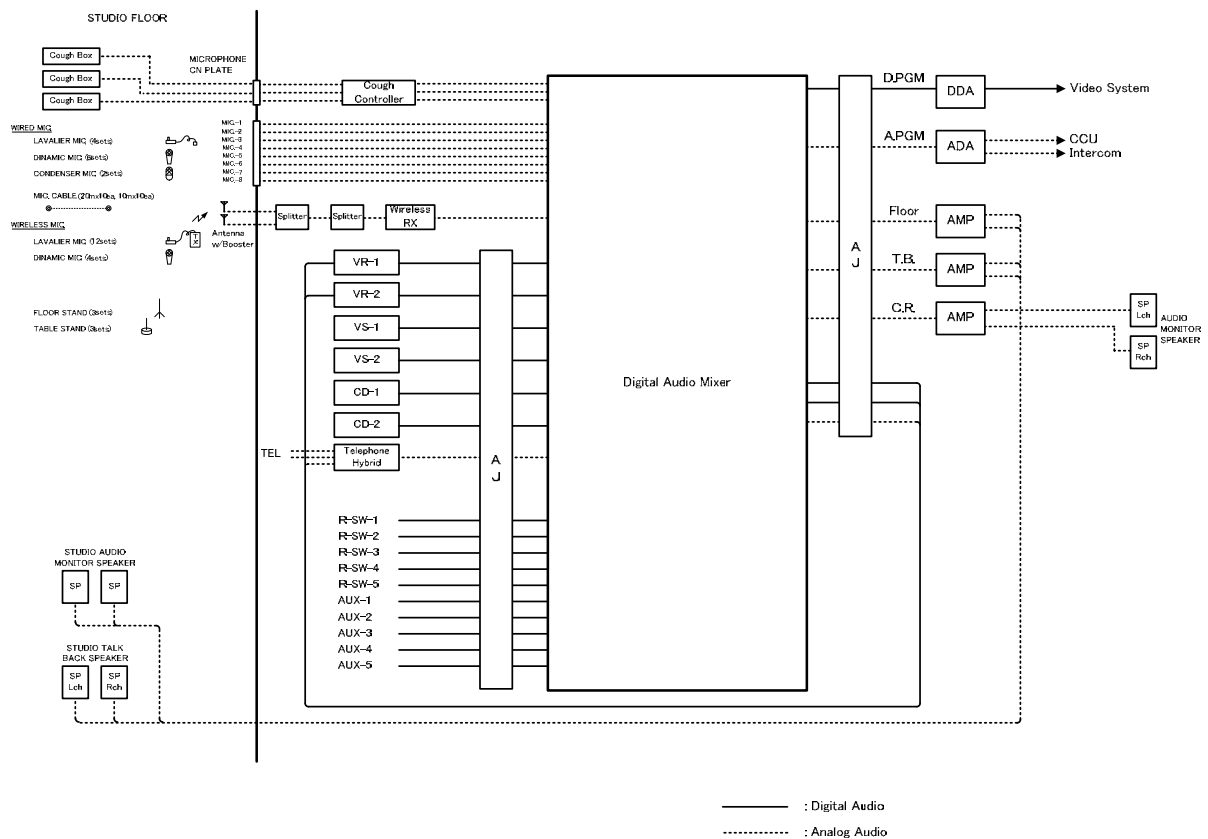 STUDIO FLOOR
Cough Box
Cough Box
Cough Box
MICROPHONE
CN PLATE
Cough
Controller
WIRED MIC
LAVALIER MIC (4sets)
DINAMIC MIC (6sets)
CONDENSER MIC (2sets)
MIC. CABLE (20mx10ea, 10mx10ea)
MIC-1
MIC-2
MIC-3
MIC-4
MIC-5
MIC-6
MIC-7
MIC-8
WIRELESS MIC
LAVALIER MIC (12sets)
DINAMIC MIC (4sets)
TX
Antenna
w/Booster
Splitter
Splitter
Wireless
RX
FLOOR STAND (3sets)
TABLE STAND (3sets)
VR-1
VR-2
VS-1
VS-2
CD-1
CD-2
TEL
Telephone
Hybrid
A
J
R-SW-1
R-SW-2
R-SW-3
R-SW-4
R-SW-5
AUX-1
AUX-2
AUX-3
AUX-4
AUX-5
STUDIO AUDIO
MONITOR SPEAKER
SP
SP
STUDIO TALK
BACK SPEAKER
SP
Lch
SP
Rch
Digital Audio Mixer
A
J
D.PGM
DDA
Video System
A.PGM
ADA
CCU
Intercom
Floor
AMP
T.B.
AMP
C.R.
AMP
SP
Lch
SP
Rch
AUDIO
MONITOR
SPEAKER
: Digital Audio
: Analog Audio